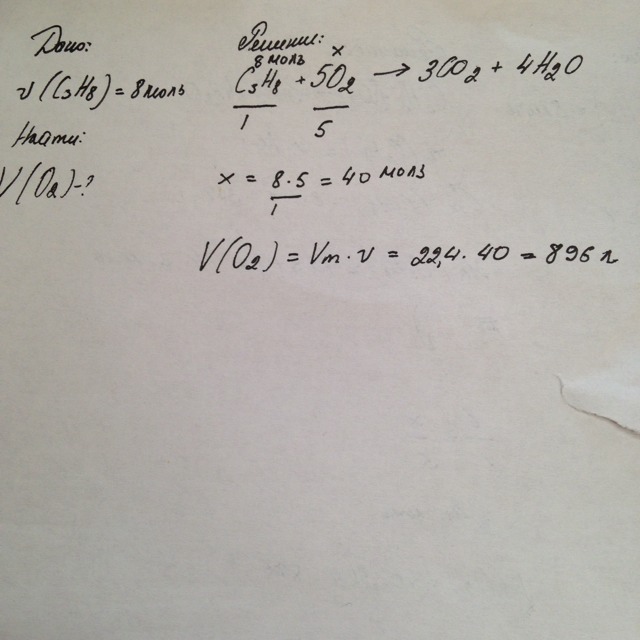 Дано:
ν(C3H8) = 8 моль
Найти:
V(O2)-?
Решение:
8 моль x
C3H8 + 5O2 → 3CO2 + 4H2O
1 5
x = 8·5/1 = 40 моль
V(O2) = Vm · ν = 22,4 · 40 = 896 л